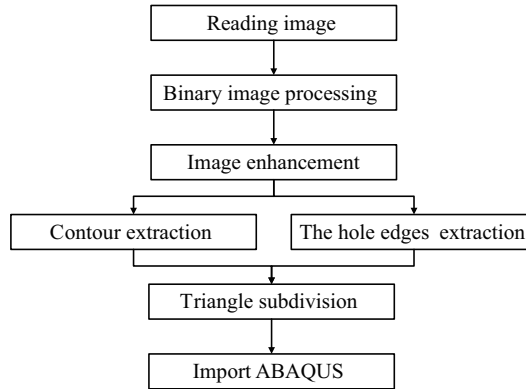 Reading image
Binary image processing
Image enhancement
Contour extraction
The hole edges extraction
Triangle subdivision
Import ABAQUS